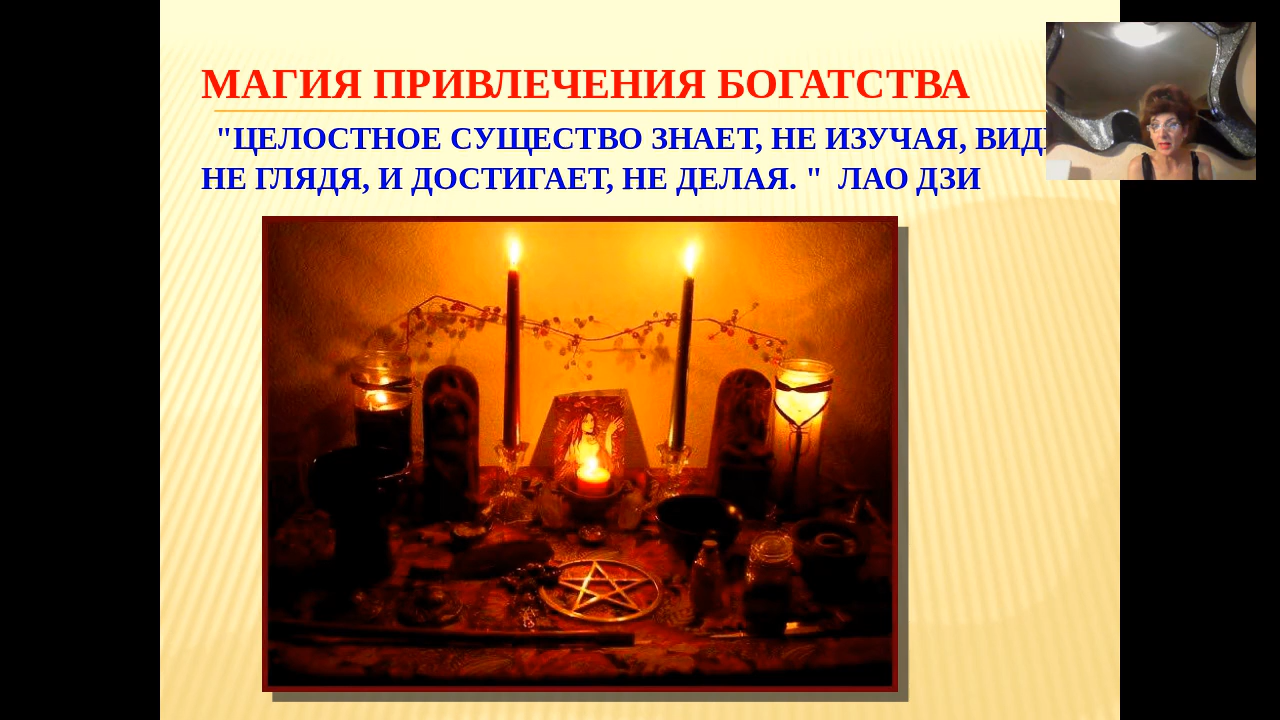 МАГИЯ ПРИВЛЕЧЕНИЯ БОГАТСТВА
"ЦЕЛОСТНОЕ СУЩЕСТВО ЗНАЕТ, НЕ ИЗУЧАЯ,
НЕ ГЛЯДЯ, И ДОСТИГАЕТ, НЕ ДЕЛАЯ. " ЛАО ДЗИ